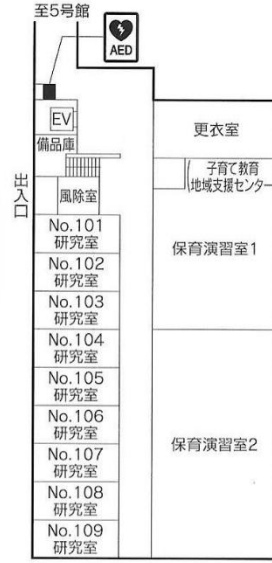 至5号館
AED
EV
備品庫
更衣室
子育て教育
地域支援センター
出入口
風除室
No.101
研究室
No.102
研究室
No.103
研究室
No.104
研究室
No.105
研究室
No.106
研究室
No.107
研究室
No.108
研究室
No.109
研究室
保育演習室1
保育演習室2